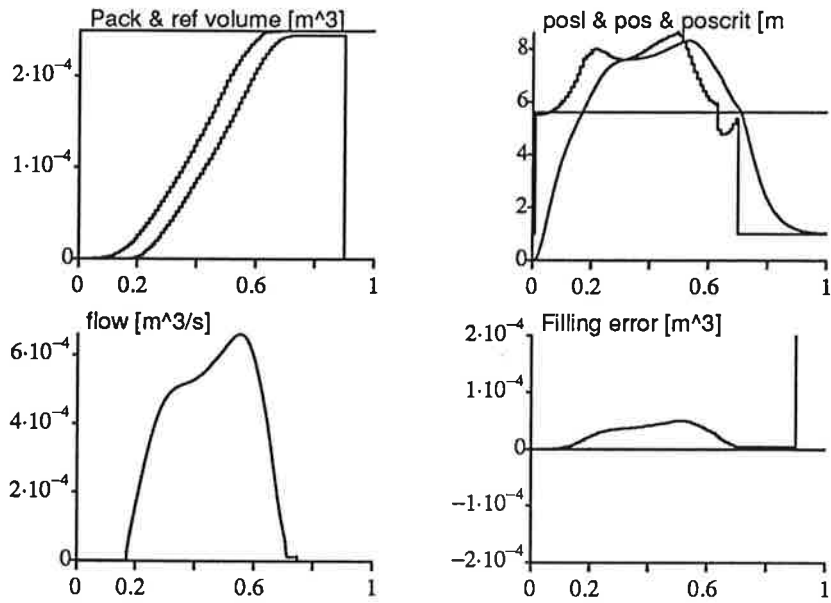 Pack & ref volume [m^3]
2·10⁻⁴
1·10⁻⁴
0
0 0.2 0.6 1
posl & pos & poscrit [m
8
6
4
2
0
0 0.2 0.6 1
flow [m^3/s]
6·10⁻⁴
4·10⁻⁴
2·10⁻⁴
0
0 0.2 0.6 1
Filling error [m^3]
2·10⁻⁴
1·10⁻⁴
0
−1·10⁻⁴
−2·10⁻⁴
0 0.2 0.6 1